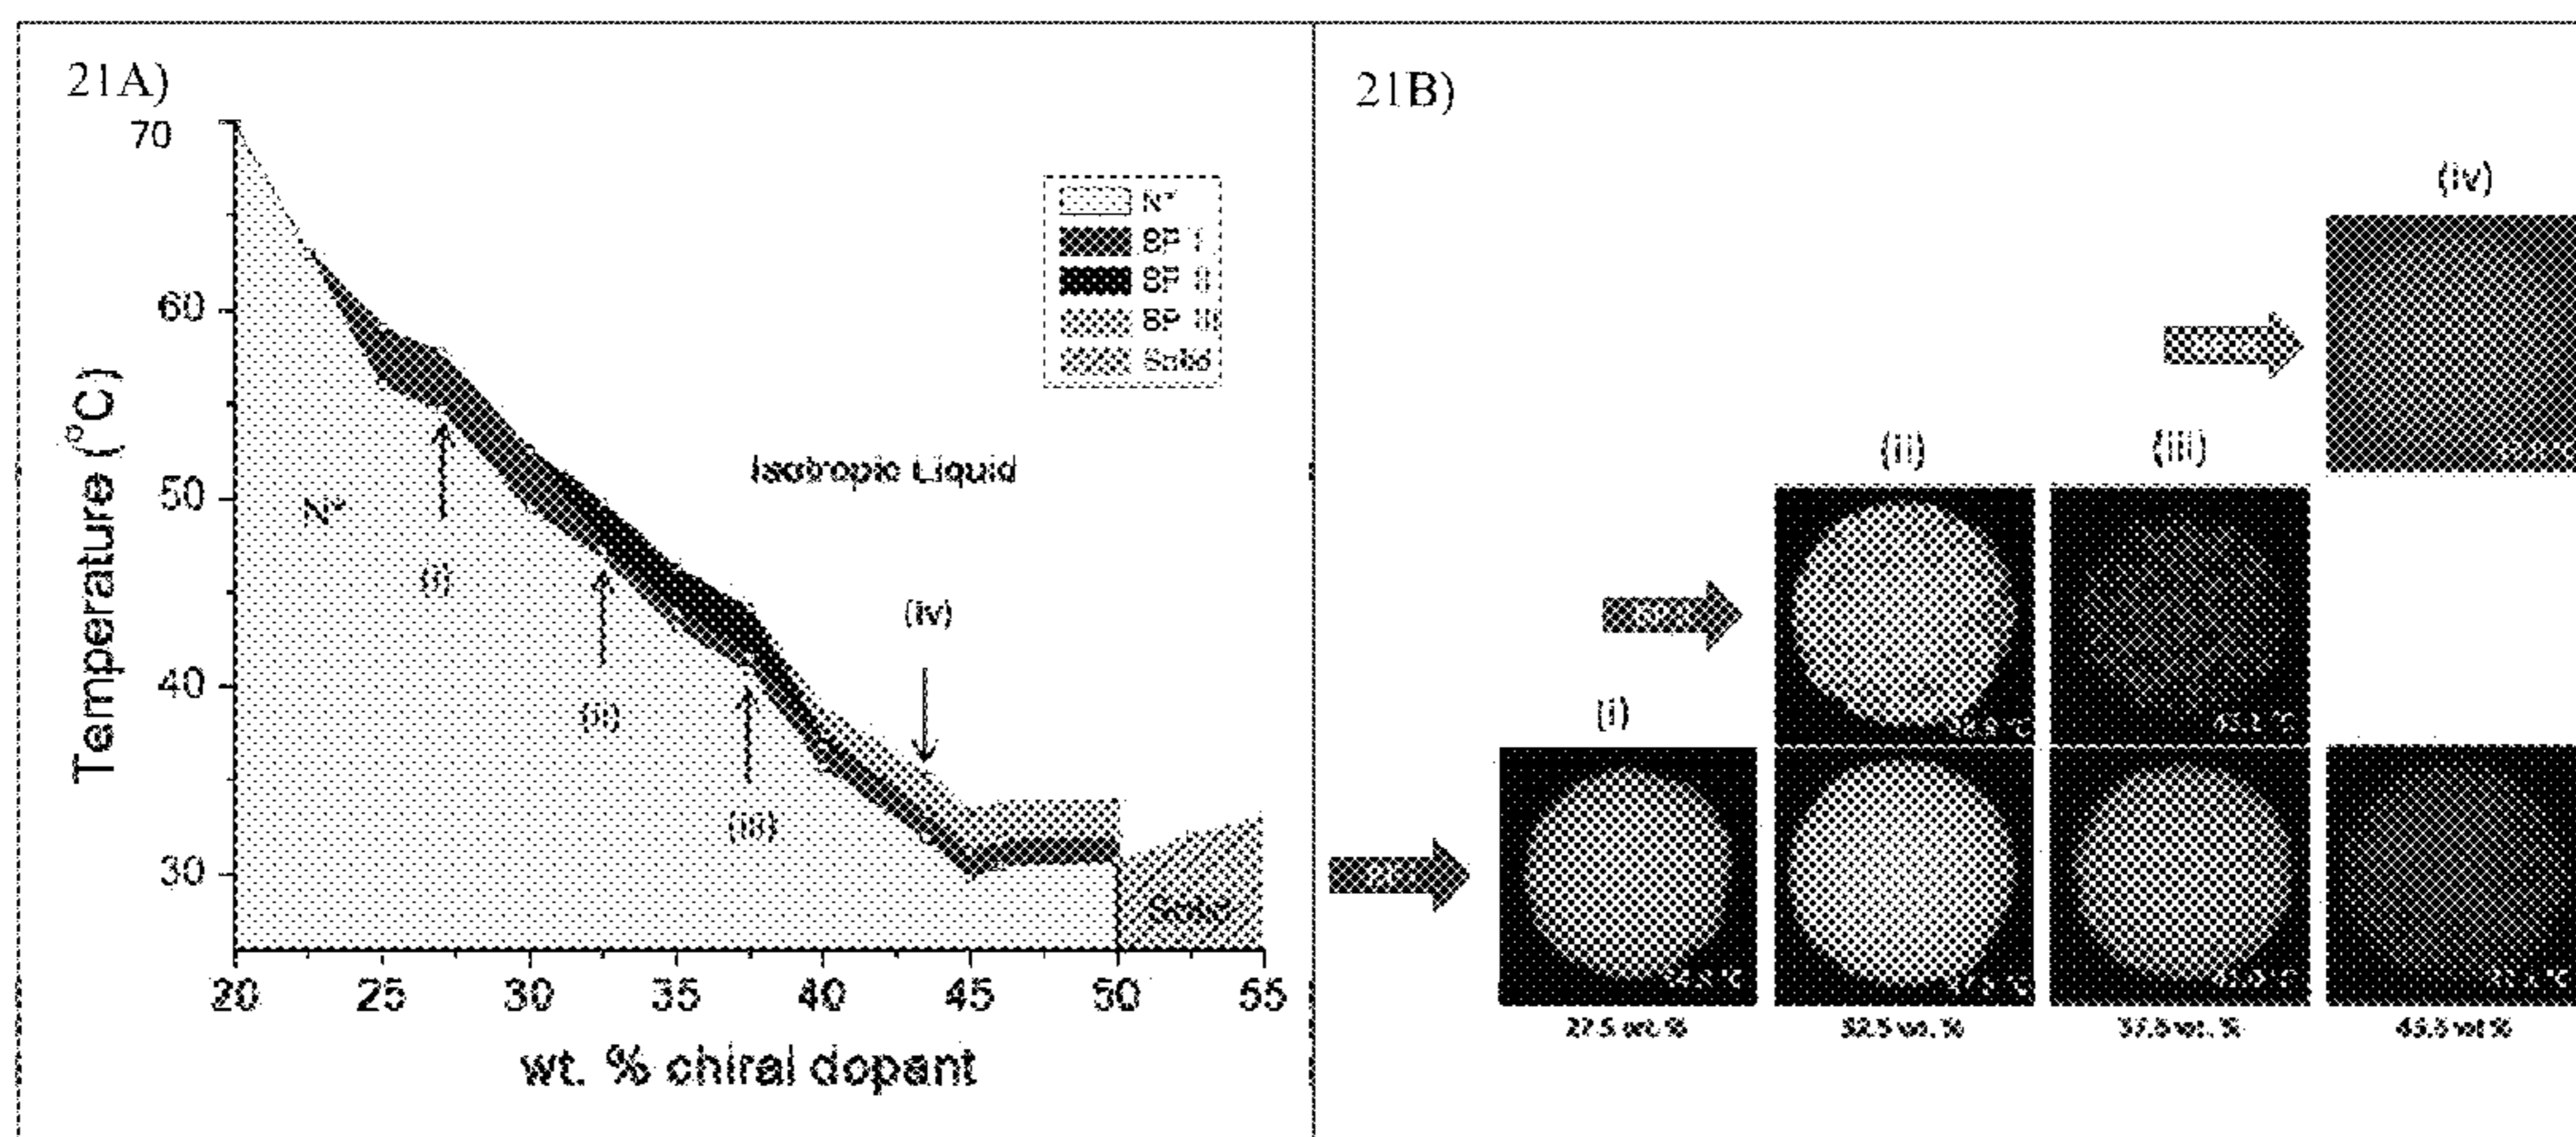 21A)
70
60
50
40
30
Temperature (°C)
N*
BP I
BP II
BP III
Solid
Isotropic Liquid
N*
(i)
(ii)
(iii)
(iv)
Solid
20 25 30 35 40 45 50 55
wt. % chiral dopant
21B)
(iv)
(ii) (iii)
(i)
27.5 wt. % 32.5 wt. % 37.5 wt. %